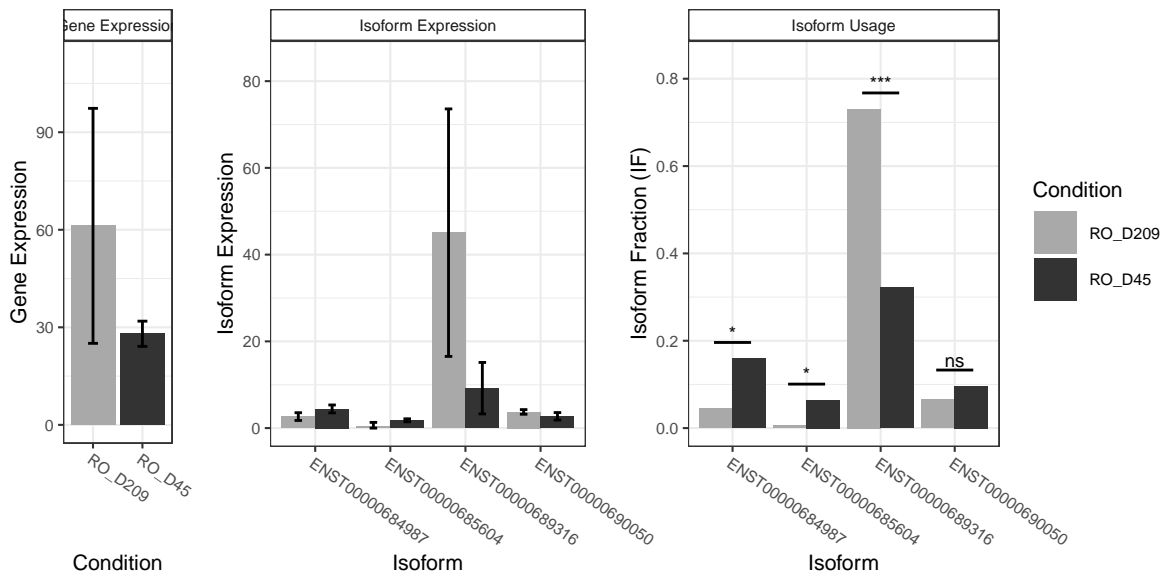 Gene Expression
Gene Expression
90
60
30
0
RO_D209
RO_D45
Condition
Isoform Expression
Isoform Expression
80
60
40
20
0
ENST00000684987
ENST00000685604
ENST00000689316
ENST00000690050
Isoform
Isoform Usage
Isoform Fraction (IF)
0.8
0.6
0.4
0.2
0.0
*
*
***
ns
ENST00000684987
ENST00000685604
ENST00000689316
ENST00000690050
Isoform
Condition
RO_D209
RO_D45